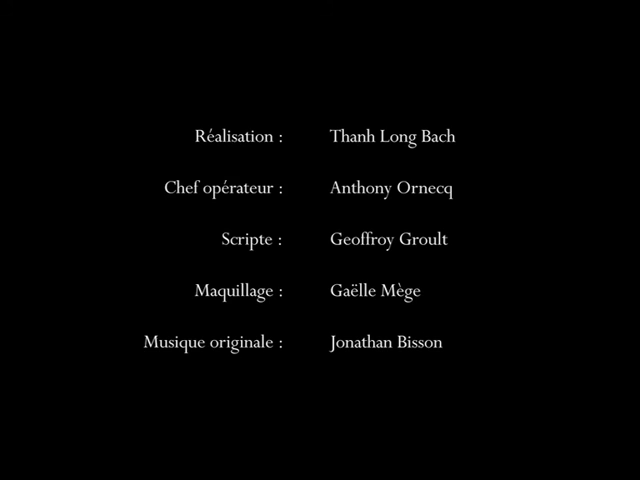 Réalisation : Thanh Long Bach
Chef opérateur : Anthony Ornecq
Scripte : Geoffroy Groult
Maquillage : Gaëlle Mège
Musique originale : Jonathan Bisson